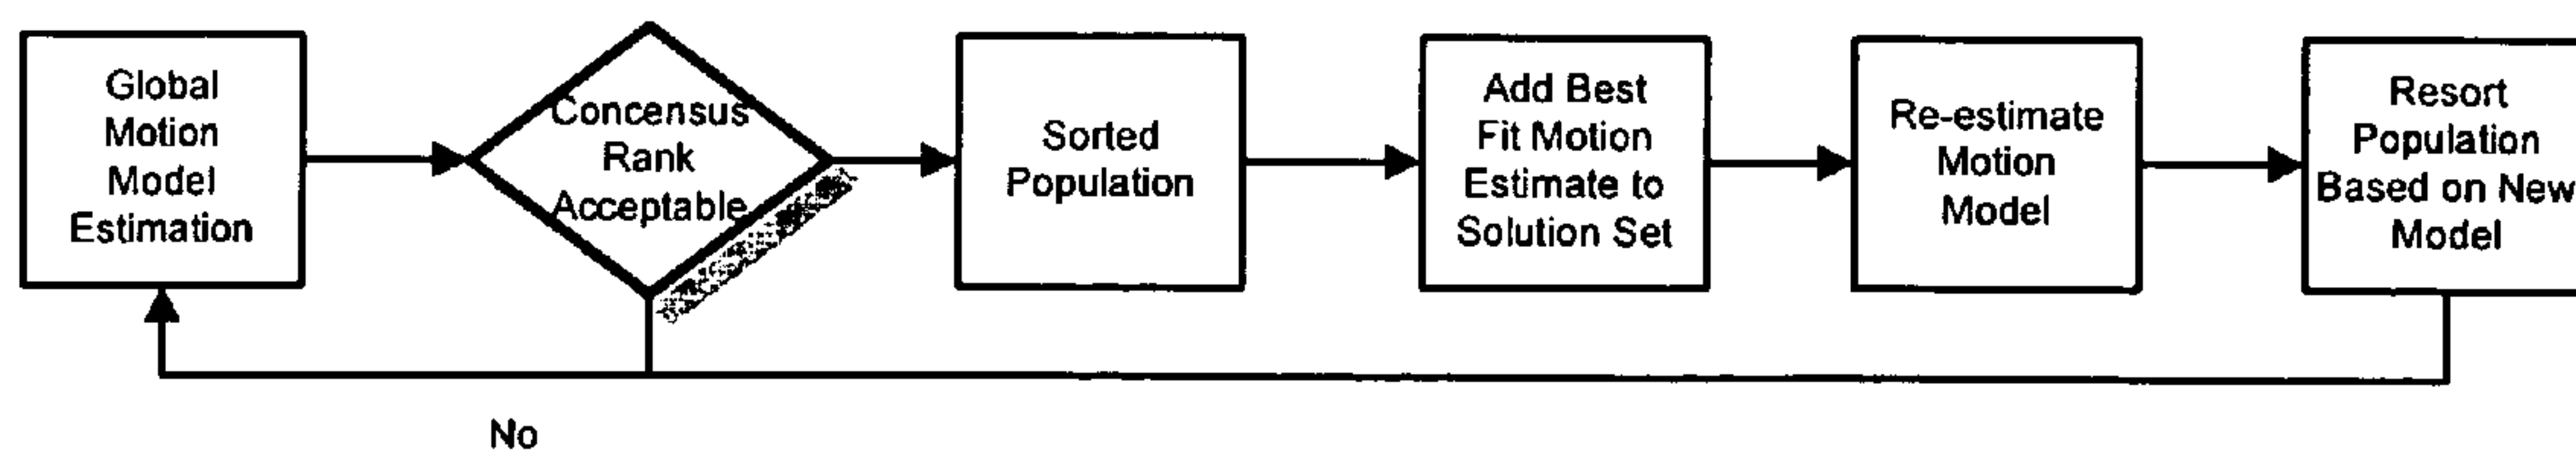 Global
Motion
Model
Estimation
Concensus
Rank
Acceptable
Sorted
Population
Add Best
Fit Motion
Estimate to
Solution Set
Re-estimate
Motion
Model
Resort
Population
Based on New
Model
No